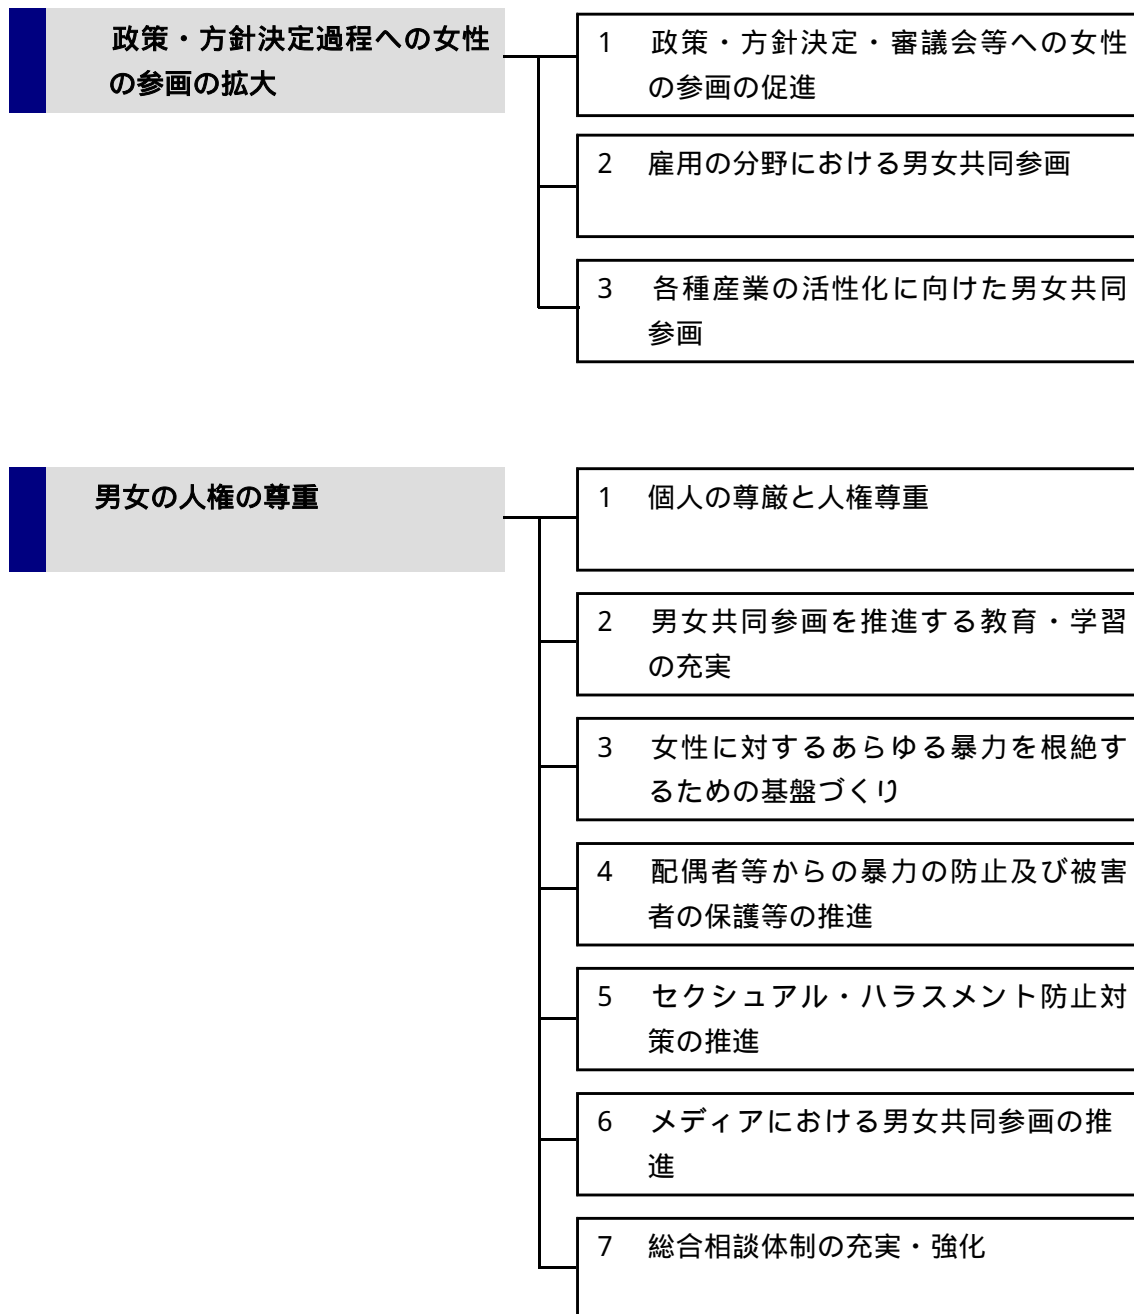 政策・方針決定過程への女性
の参画の拡大
1 政策・方針決定・審議会等への女性
の参画の促進
2 雇用の分野における男女共同参画
3 各種産業の活性化に向けた男女共同
参画
男女の人権の尊重
1 個人の尊厳と人権尊重
2 男女共同参画を推進する教育・学習
の充実
3 女性に対するあらゆる暴力を根絶す
るための基盤づくり
4 配偶者等からの暴力の防止及び被害
者の保護等の推進
5 セクシュアル・ハラスメント防止対
策の推進
6 メディアにおける男女共同参画の推
進
7 総合相談体制の充実・強化